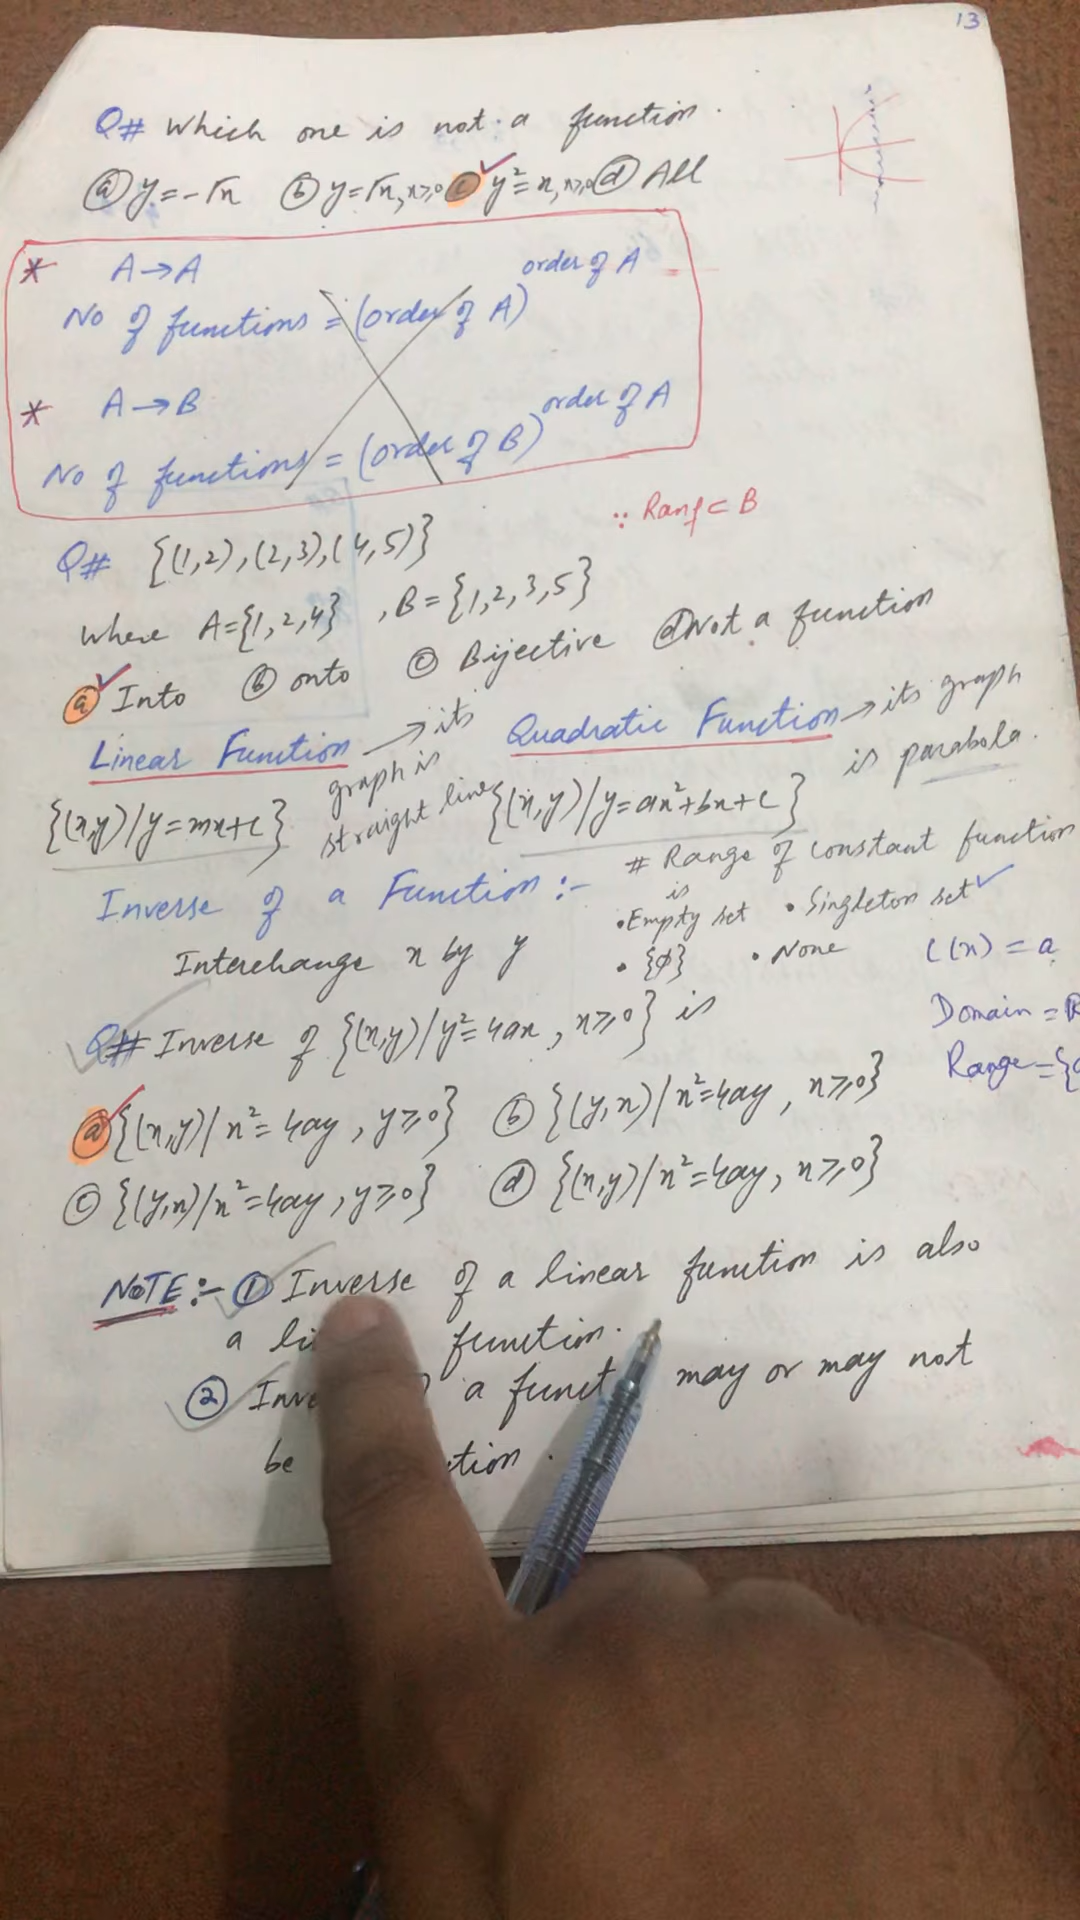 13
Q# Which one is not a function.
ⓐ y=-√x ⓑ y=√x, x≥0 ⓒ y²=x, x≥0 ⓓ All
* A→A order of A
No of functions = (order of A)
* A→B order of A
No of functions = (order of B)
∵ Ranf ⊂ B
Q# {(1,2),(2,3),(4,5)}
where A={1,2,4} , B={1,2,3,5}
ⓐ Into ⓑ onto ⓒ Bijective ⓓ Not a function
Linear Function → its graph is straight line
Quadratic Function → its graph is parabola.
{(x,y)/y=mx+c} {(x,y)/y=ax²+bx+c}
Inverse of a Function :-
Interchange x by y
# Range of constant function
is
• Empty set • Singleton set ✓
• {φ} • None
C(x) = a
Domain = R
Range = {
Q# Inverse of {(x,y)/y²=4ax, x≥0} is
ⓐ {(x,y)/x²=4ay, y≥0} ⓑ {(y,x)/x²=4ay, x≥0}
ⓒ {(y,x)/x²=4ay, y≥0} ⓓ {(x,y)/x²=4ay, x≥0}
NOTE :- ① Inverse of a linear function is also
a li function.
② Inve a funct may or may not
be tion.